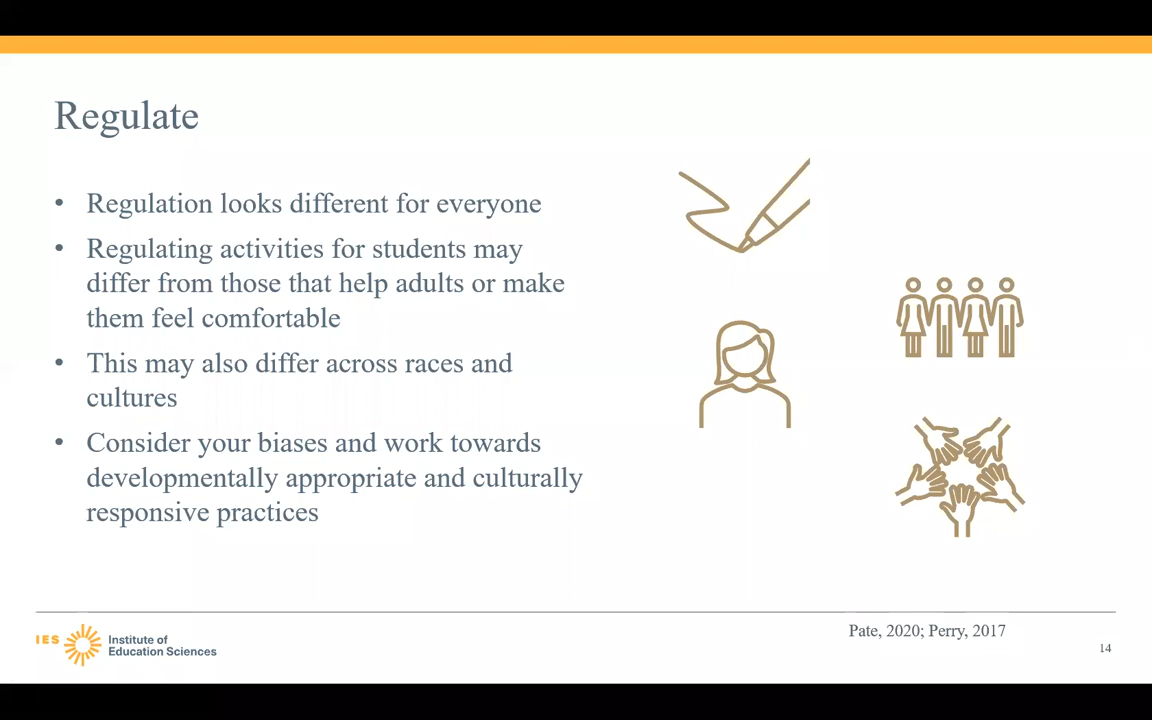 Regulate
• Regulation looks different for everyone
• Regulating activities for students may
differ from those that help adults or make
them feel comfortable
• This may also differ across races and
cultures
• Consider your biases and work towards
developmentally appropriate and culturally
responsive practices
Pate, 2020; Perry, 2017
IES
Institute of
Education Sciences
14